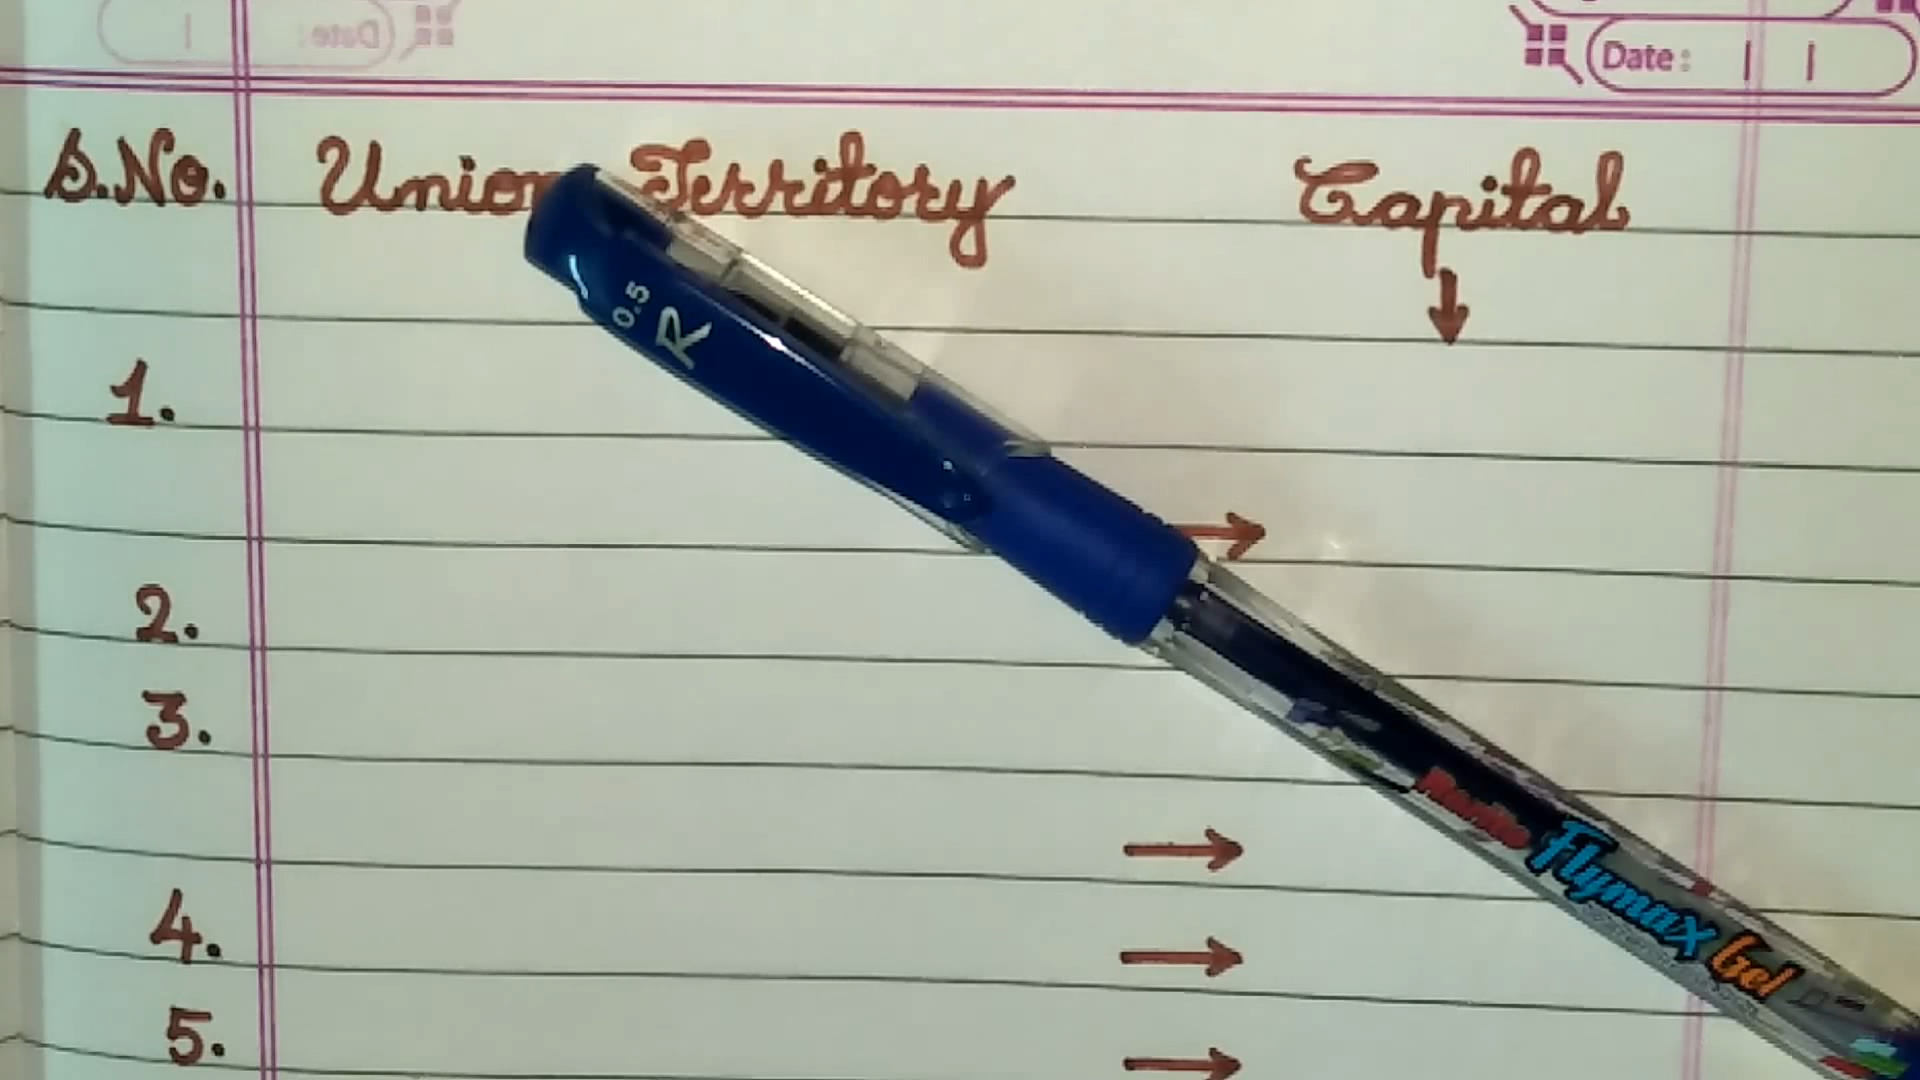 Date:
S.No. Union Territory Capital
0.5
R
1.
2.
3.
Flymax Gel
4.
5.